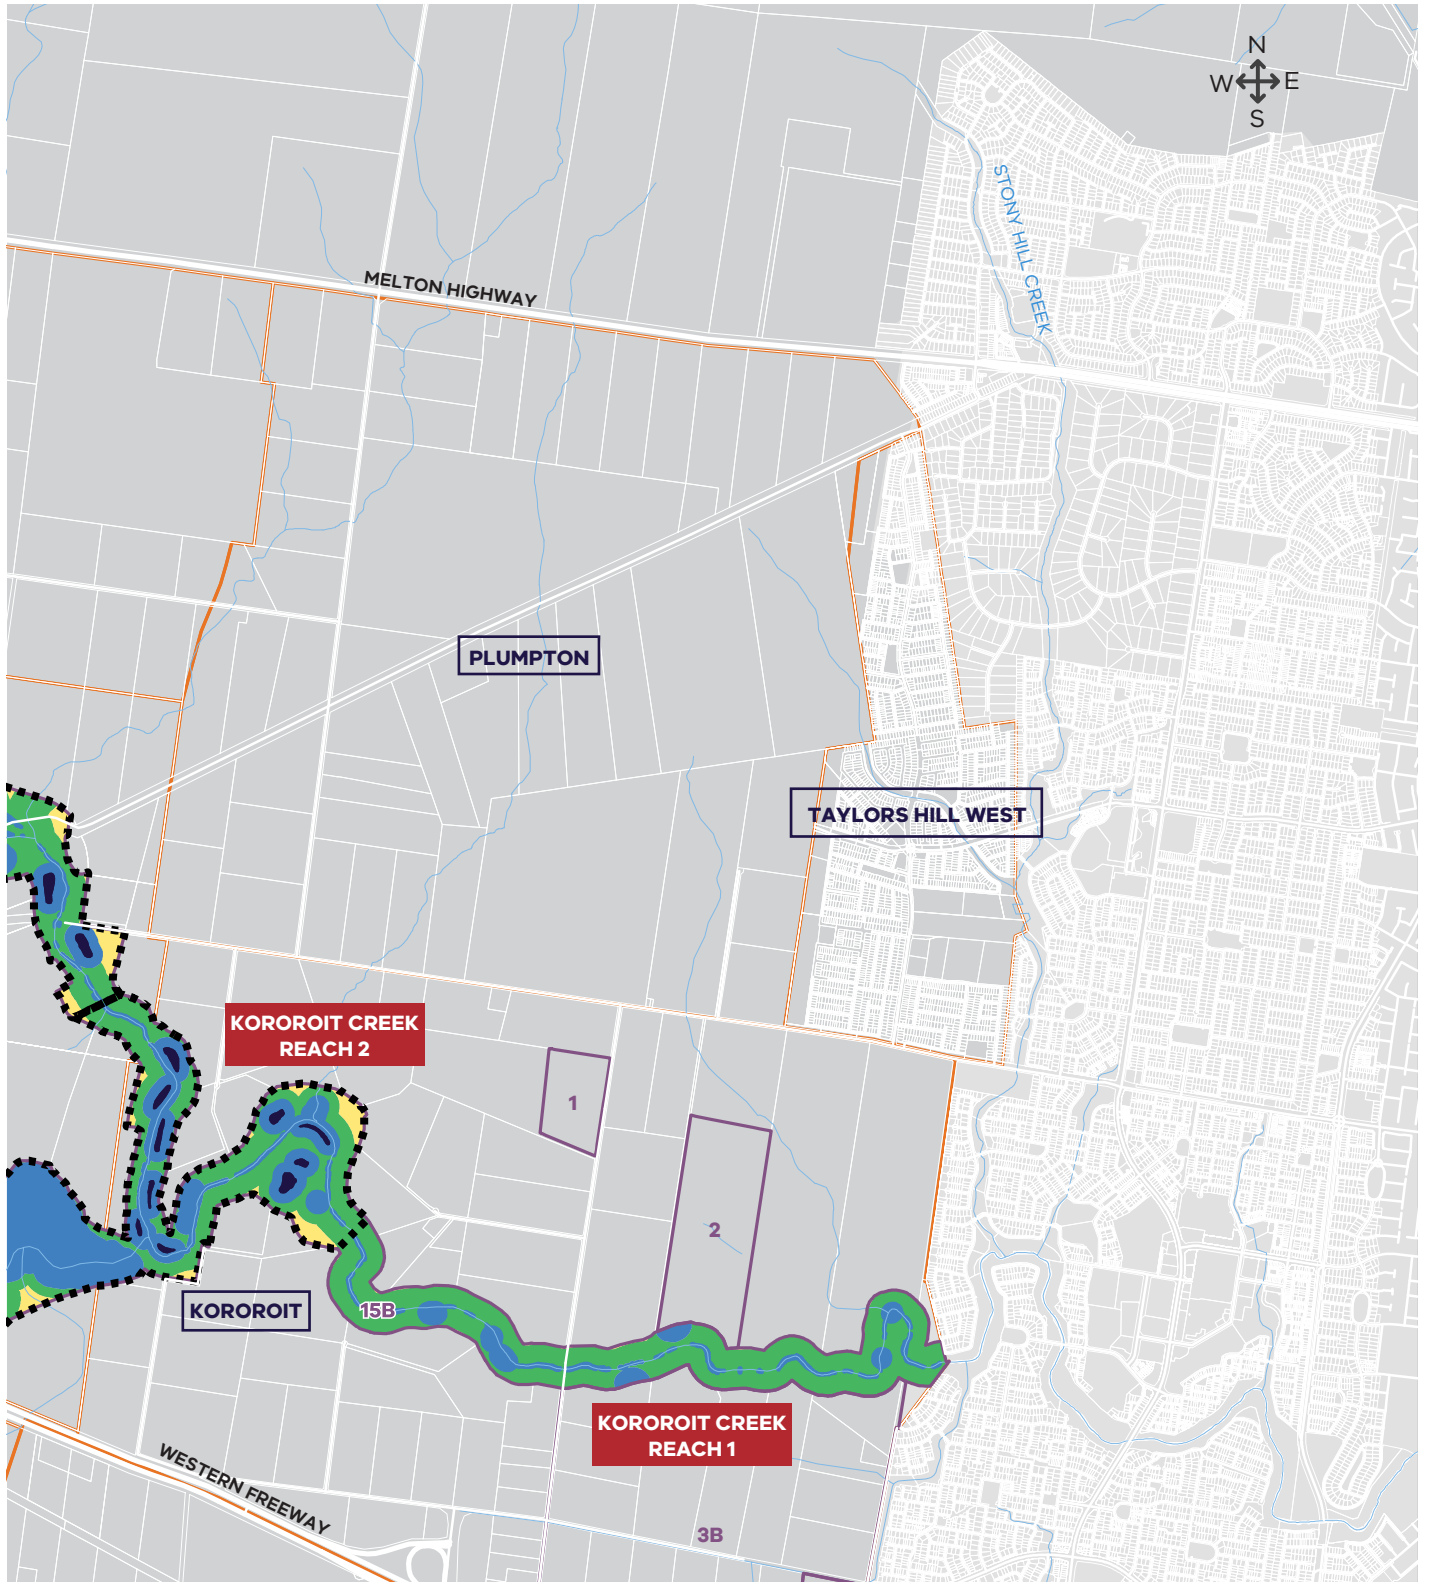 N
W E
S
STONY HILL CREEK
MELTON HIGHWAY
PLUMPTON
TAYLORS HILL WEST
KOROROIT CREEK
REACH 2
1
2
KOROROIT
15B
KOROROIT CREEK
REACH 1
WESTERN FREEWAY
3B